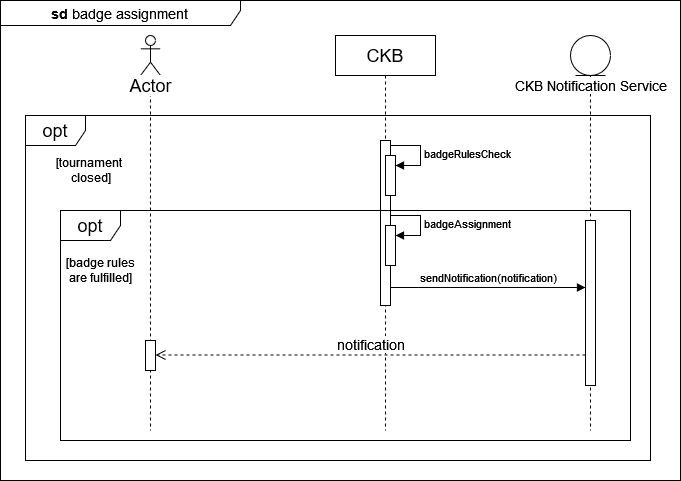 sd badge assignment
Actor
CKB
CKB Notification Service
opt
[tournament
closed]
badgeRulesCheck
opt
[badge rules
are fulfilled]
badgeAssignment
sendNotification(notification)
notification